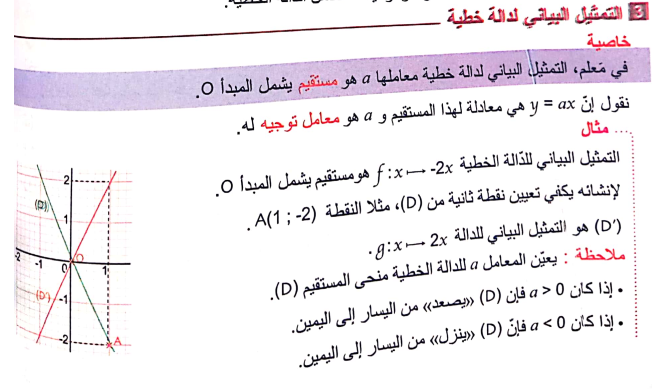 3 التمثيل البياني لدالة خطية
خاصية
في مَعلم، التمثيل البياني لدالة خطية معاملها a هو مستقيم يشمل المبدأ O.
نقول إنّ y = ax هي معادلة لهذا المستقيم و a هو معامل توجيه له.
مثال
التمثيل البياني للدّالة الخطية f : x ↦ -2x هومستقيم يشمل المبدأ O.
لإنشائه يكفي تعيين نقطة ثانية من (D)، مثلا النقطة A(1 ; -2) .
(D′) هو التمثيل البياني للدالة g : x ↦ 2x .
ملاحظة : يعيّن المعامل a للدالة الخطية منحى المستقيم (D).
• إذا كان a > 0 فإن (D) «يصعد» من اليسار إلى اليمين.
• إذا كان a < 0 فإنّ (D) «ينزل» من اليسار إلى اليمين.
2
(D)
1
-2 -1 0 O 1
(D′) -1
-2 A